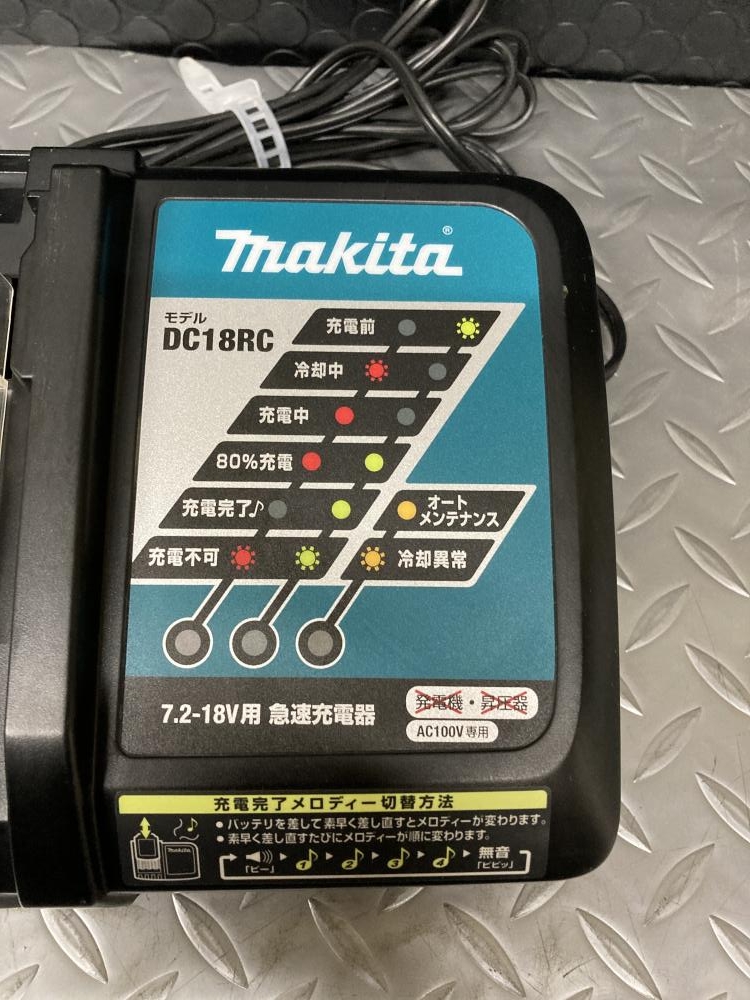 makita®
モデル
DC18RC
充電前
冷却中
充電中
80%充電
充電完了♪
オート
メンテナンス
充電不可
冷却異常
7.2-18V用 急速充電器
発電機・昇圧器
AC100V専用
充電完了メロディー切替方法
●バッテリを差して素早く差し直すとメロディーが変わります。
●素早く差し直すたびにメロディーが順に変わります。
makita
「ピー」 1 2 3 4 無音
「ピピッ」